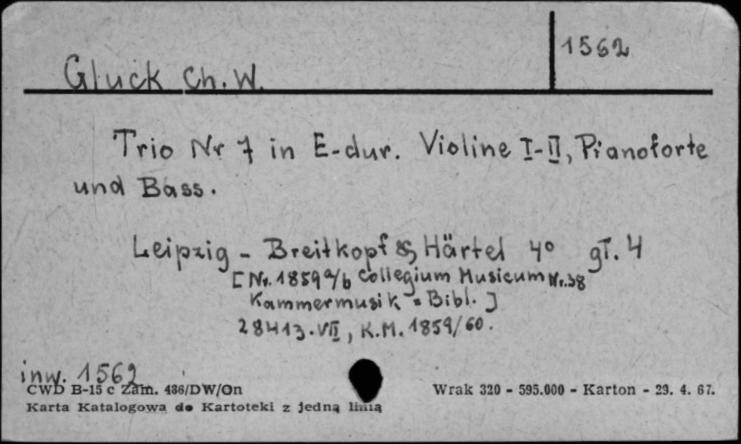 1562
Gluck Ch. W.
Trio Nr 7 in E-dur. Violine I-II, Pianoforte
und Bass.
Leipzig - Breitkopf & Härtel 4° gł. 4
[Nr. 1859a/b Collegium Musicum Nr. 38
Kammermusik = Bibl.]
28413.VII, K.M. 1859/60.
inw. 1562
CWD B-15 c Zam. 486/DW/On Wrak 320 - 595.000 - Karton - 29. 4. 67.
Karta Katalogowa do Kartoteki z jedną linią